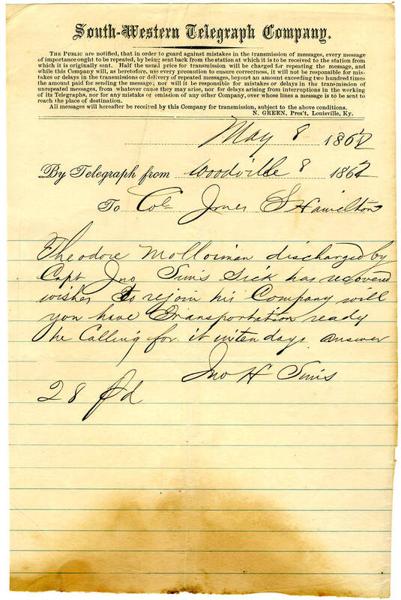 South-Western Telegraph Company.
THE PUBLIC are notified, that in order to guard against mistakes in the transmission of messages, every message
of importance ought to be repeated, by being sent back from the station at which it is to be received to the station from
which it is originally sent. Half the usual price for transmission will be charged for repeating the message, and
while this Company will, as heretofore, use every precaution to ensure correctness, it will not be responsible for mis-
takes or delays in the transmission or delivery of repeated messages, beyond an amount exceeding two hundred times
the amount paid for sending the message; nor will it be responsible for mistakes or delays in the transmission of
unrepeated messages, from whatever cause they may arise, nor for delays arising from interruptions in the working
of its Telegraphs, nor for any mistake or omission of any other Company, over whose lines a message is to be sent to
reach the place of destination.
All messages will hereafter be received by this Company for transmission, subject to the above conditions.
N. GREEN, Pres't, Louisville, Ky.
May 8 1862
By Telegraph from Woodville 8 1862
To Col. Jones S Hamilton
Theodore discharged by
Capt Jno Sims Sick has recovered
wishes to rejoin his Company will
you have Transportation ready
he Calling for it in ten days. answer
Jno H Sims
28